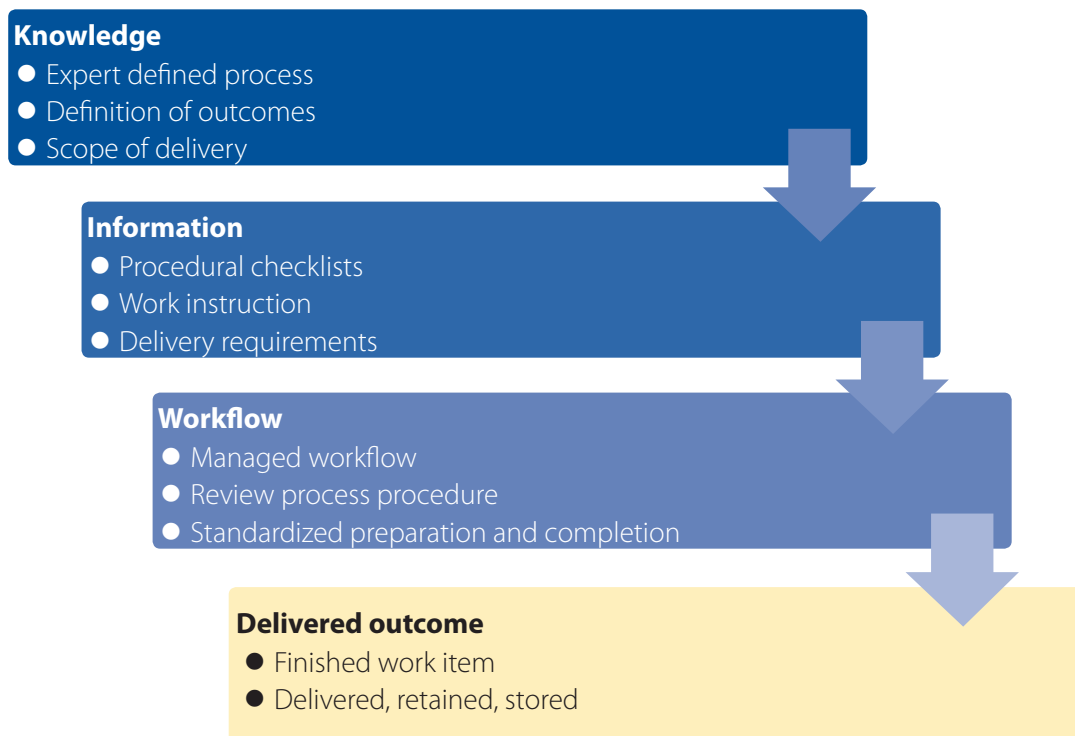 Knowledge
● Expert defined process
● Definition of outcomes
● Scope of delivery
Information
● Procedural checklists
● Work instruction
● Delivery requirements
Workflow
● Managed workflow
● Review process procedure
● Standardized preparation and completion
Delivered outcome
● Finished work item
● Delivered, retained, stored